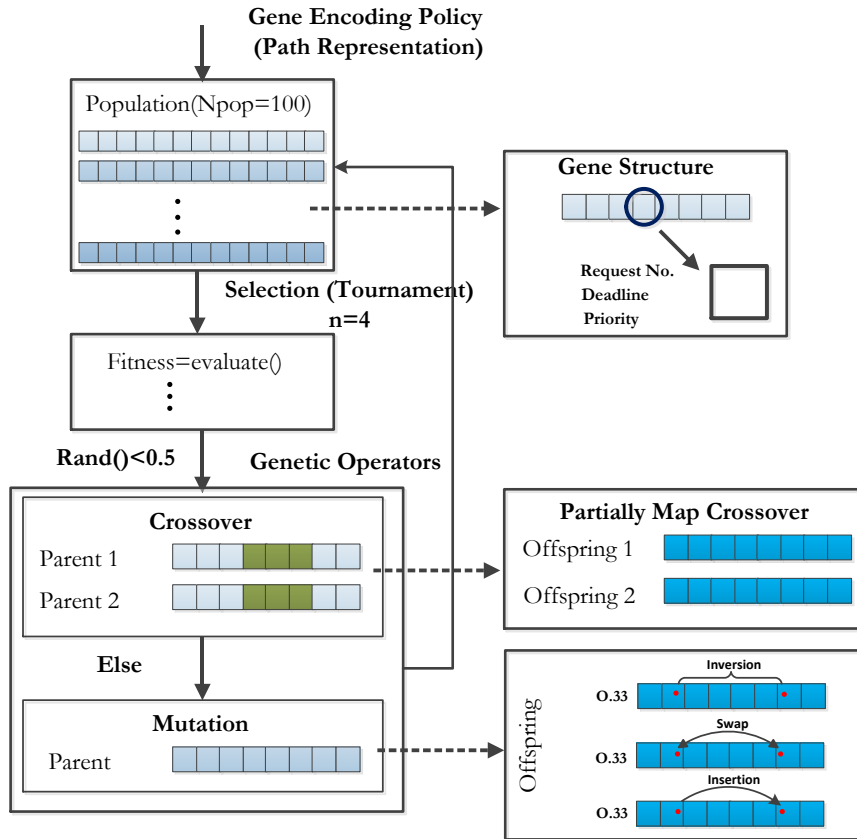 Gene Encoding Policy
(Path Representation)
Population(Npop=100)
Gene Structure
Request No.
Deadline
Priority
Selection (Tournament)
n=4
Fitness=evaluate()
Rand()<0.5
Genetic Operators
Crossover
Parent 1
Parent 2
Partially Map Crossover
Offspring 1
Offspring 2
Else
Mutation
Parent
Offspring
Inversion
O.33
Swap
O.33
Insertion
O.33